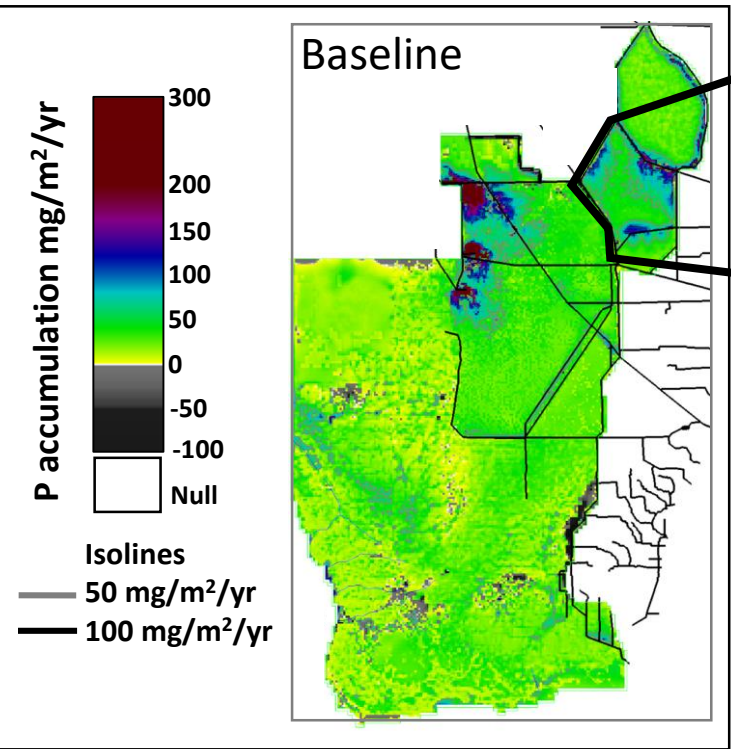 Baseline
P accumulation mg/m²/yr
300
200
150
100
50
0
-50
-100
Null
Isolines
50 mg/m²/yr
100 mg/m²/yr